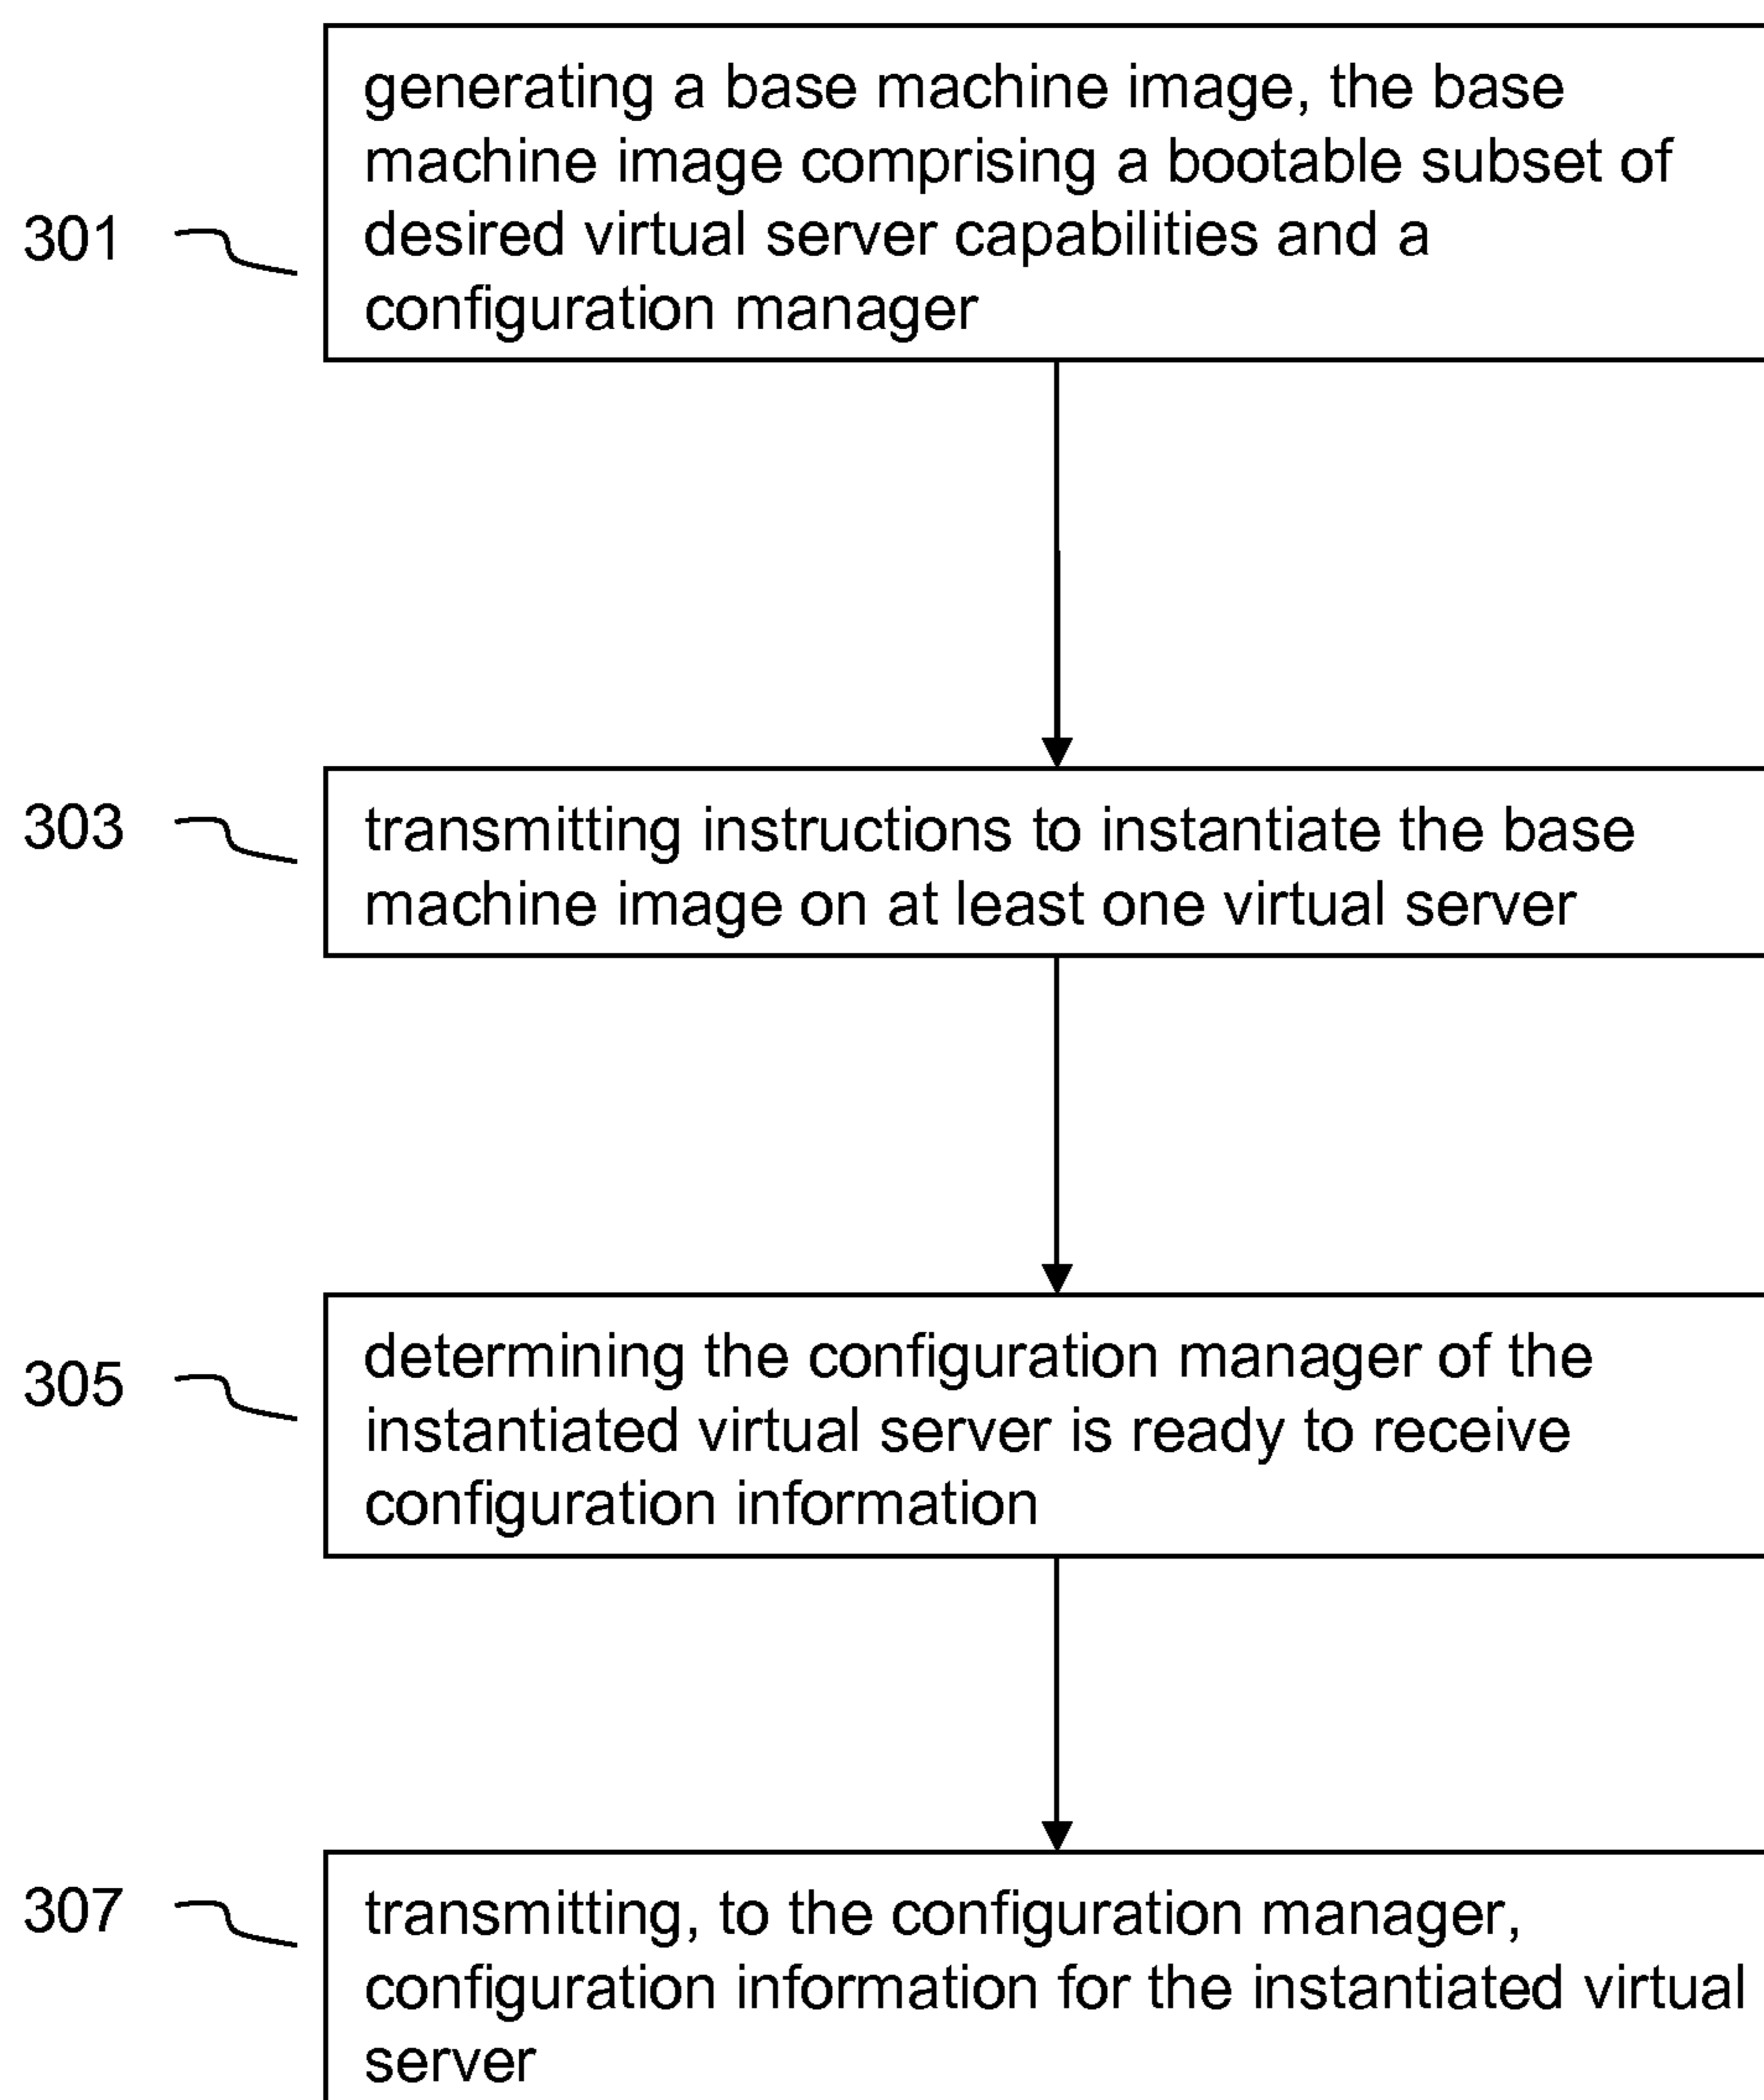 generating a base machine image, the base
machine image comprising a bootable subset of
301
desired virtual server capabilities and a
configuration manager
303
transmitting instructions to instantiate the base
machine image on at least one virtual server
305
determining the configuration manager of the
instantiated virtual server is ready to receive
configuration information
307
transmitting, to the configuration manager,
configuration information for the instantiated virtual
server